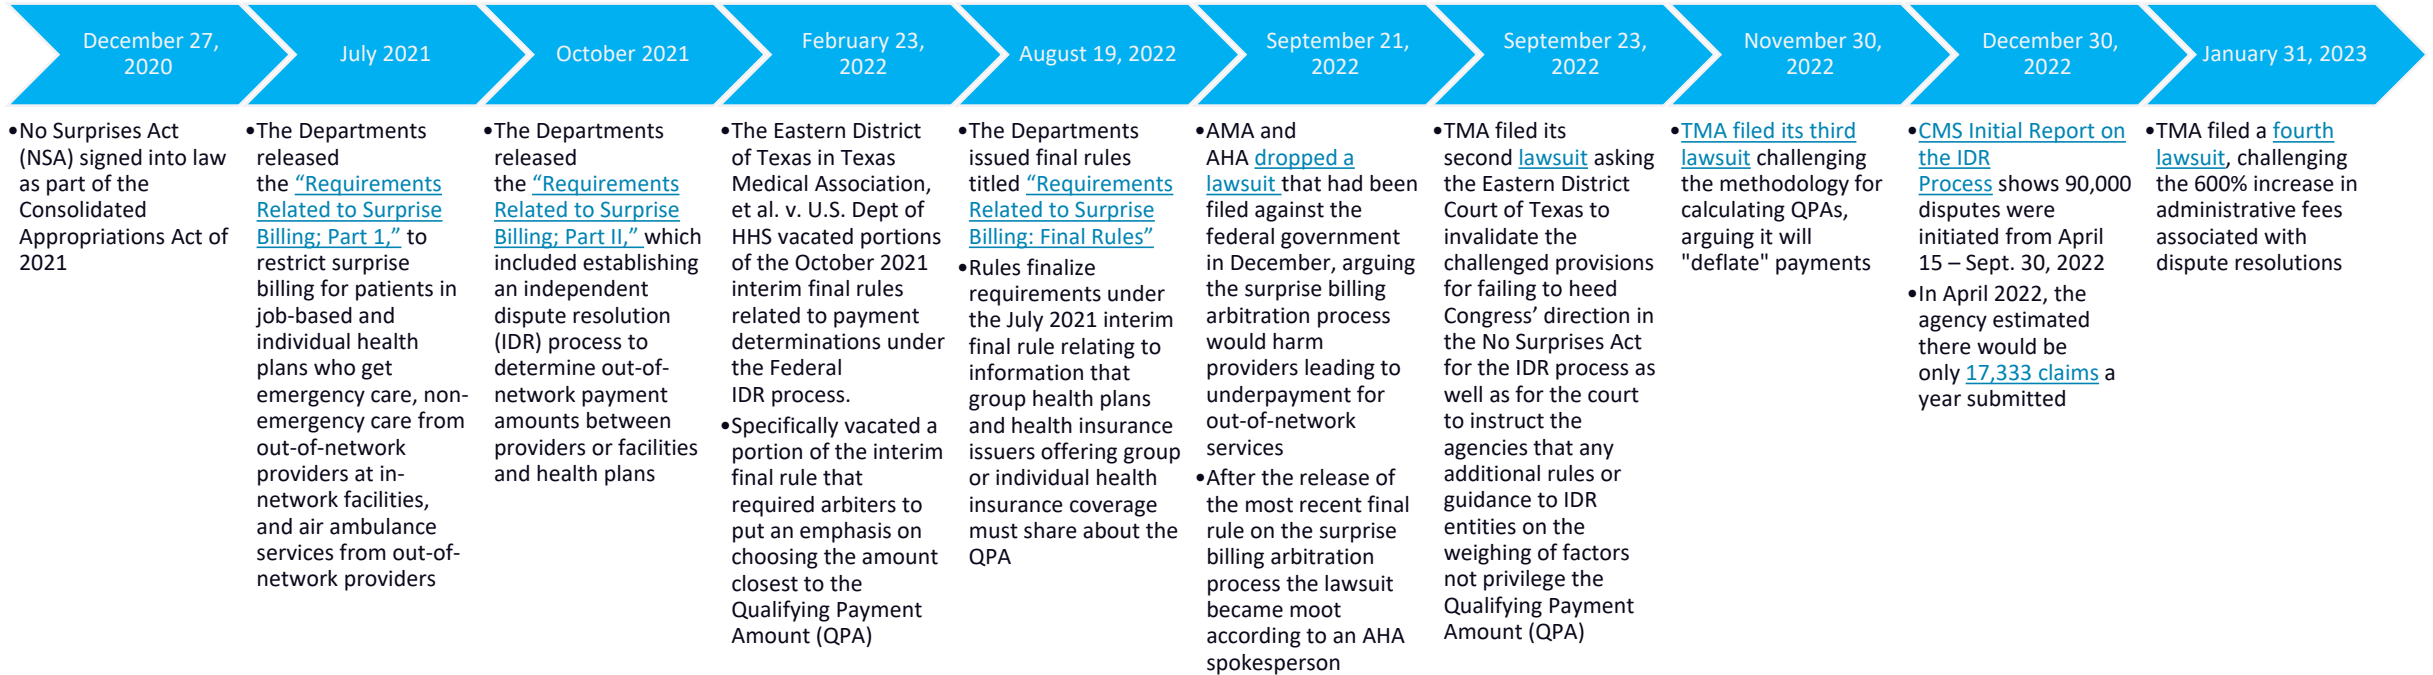 December 27,
2020
July 2021
October 2021
February 23,
2022
August 19, 2022
September 21,
2022
September 23,
2022
November 30,
2022
December 30,
2022
January 31, 2023
•No Surprises Act
(NSA) signed into law
as part of the
Consolidated
Appropriations Act of
2021
•The Departments
released
the “Requirements
Related to Surprise
Billing; Part 1,” to
restrict surprise
billing for patients in
job-based and
individual health
plans who get
emergency care, non-
emergency care from
out-of-network
providers at in-
network facilities,
and air ambulance
services from out-of-
network providers
•The Departments
released
the “Requirements
Related to Surprise
Billing; Part II,” which
included establishing
an independent
dispute resolution
(IDR) process to
determine out-of-
network payment
amounts between
providers or facilities
and health plans
•The Eastern District
of Texas in Texas
Medical Association,
et al. v. U.S. Dept of
HHS vacated portions
of the October 2021
interim final rules
related to payment
determinations under
the Federal
IDR process.
•Specifically vacated a
portion of the interim
final rule that
required arbiters to
put an emphasis on
choosing the amount
closest to the
Qualifying Payment
Amount (QPA)
•The Departments
issued final rules
titled “Requirements
Related to Surprise
Billing: Final Rules”
•Rules finalize
requirements under
the July 2021 interim
final rule relating to
information that
group health plans
and health insurance
issuers offering group
or individual health
insurance coverage
must share about the
QPA
•AMA and
AHA dropped a
lawsuit that had been
filed against the
federal government
in December, arguing
the surprise billing
arbitration process
would harm
providers leading to
underpayment for
out-of-network
services
•After the release of
the most recent final
rule on the surprise
billing arbitration
process the lawsuit
became moot
according to an AHA
spokesperson
•TMA filed its
second lawsuit asking
the Eastern District
Court of Texas to
invalidate the
challenged provisions
for failing to heed
Congress’ direction in
the No Surprises Act
for the IDR process as
well as for the court
to instruct the
agencies that any
additional rules or
guidance to IDR
entities on the
weighing of factors
not privilege the
Qualifying Payment
Amount (QPA)
•TMA filed its third
lawsuit challenging
the methodology for
calculating QPAs,
arguing it will
"deflate" payments
•CMS Initial Report on
the IDR
Process shows 90,000
disputes were
initiated from April
15 – Sept. 30, 2022
•In April 2022, the
agency estimated
there would be
only 17,333 claims a
year submitted
•TMA filed a fourth
lawsuit, challenging
the 600% increase in
administrative fees
associated with
dispute resolutions